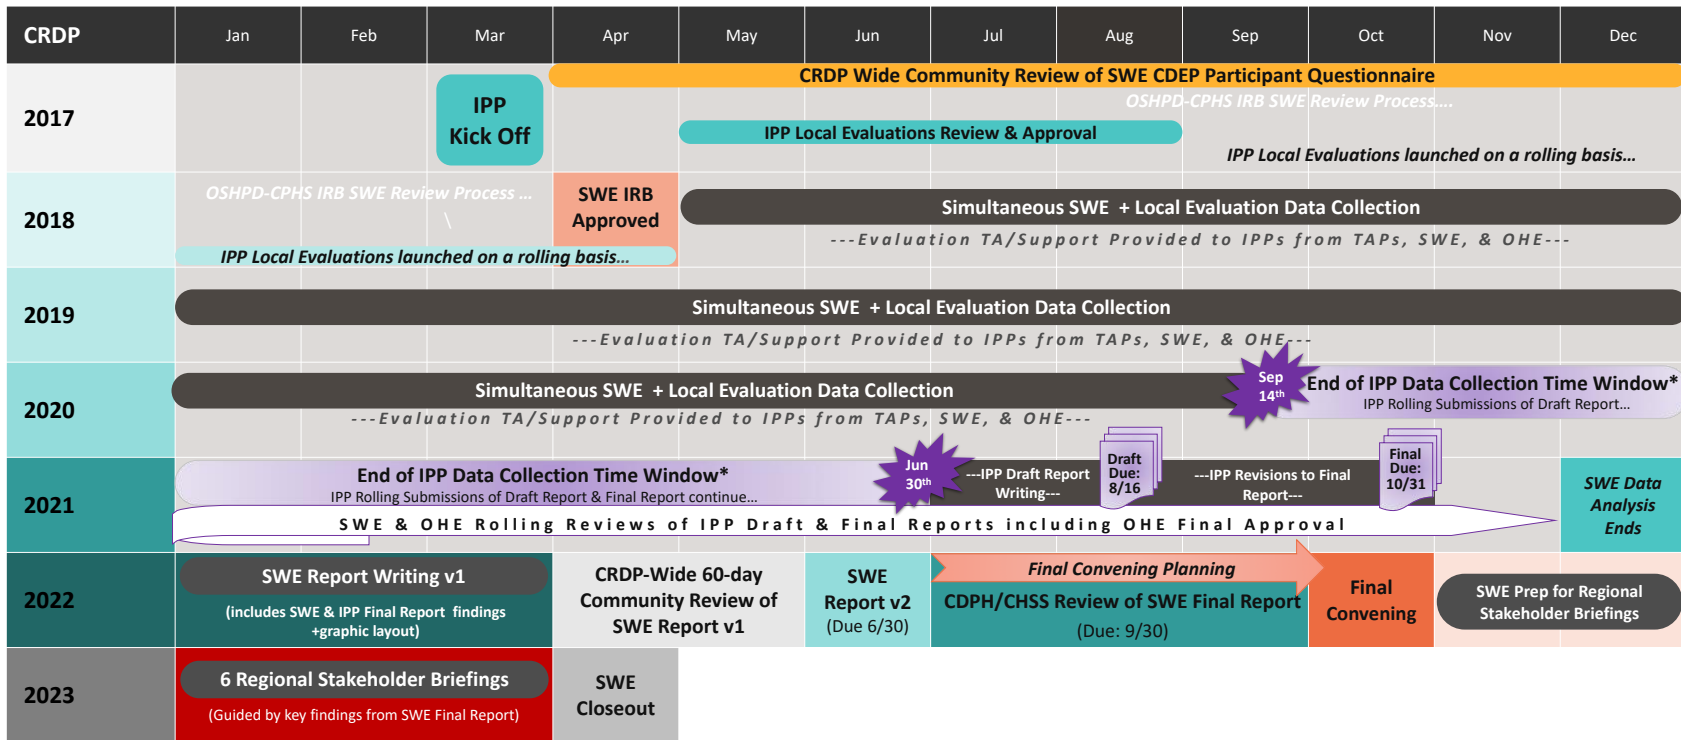 CRDP Jan Feb Mar Apr May Jun Jul Aug Sep Oct Nov Dec
2017
IPP
Kick Off
CRDP Wide Community Review of SWE CDEP Participant Questionnaire
OSHPD-CPHS IRB SWE Review Process….
IPP Local Evaluations Review & Approval
IPP Local Evaluations launched on a rolling basis…
2018
OSHPD-CPHS IRB SWE Review Process …
\
IPP Local Evaluations launched on a rolling basis…
SWE IRB
Approved
Simultaneous SWE + Local Evaluation Data Collection
---Evaluation TA/Support Provided to IPPs from TAPs, SWE, & OHE---
2019
Simultaneous SWE + Local Evaluation Data Collection
---Evaluation TA/Support Provided to IPPs from TAPs, SWE, & OHE---
2020
Simultaneous SWE + Local Evaluation Data Collection
---Evaluation TA/Support Provided to IPPs from TAPs, SWE, & OHE---
Sep
14th
End of IPP Data Collection Time Window*
IPP Rolling Submissions of Draft Report…
2021
End of IPP Data Collection Time Window*
IPP Rolling Submissions of Draft Report & Final Report continue…
Jun
30th
---IPP Draft Report
Writing---
Draft
Due:
8/16
---IPP Revisions to Final
Report---
Final
Due:
10/31
SWE & OHE Rolling Reviews of IPP Draft & Final Reports including OHE Final Approval
SWE Data
Analysis
Ends
2022
SWE Report Writing v1
(includes SWE & IPP Final Report findings
+graphic layout)
CRDP-Wide 60-day
Community Review of
SWE Report v1
SWE
Report v2
(Due 6/30)
Final Convening Planning
CDPH/CHSS Review of SWE Final Report
(Due: 9/30)
Final
Convening
SWE Prep for Regional
Stakeholder Briefings
2023
6 Regional Stakeholder Briefings
(Guided by key findings from SWE Final Report)
SWE
Closeout